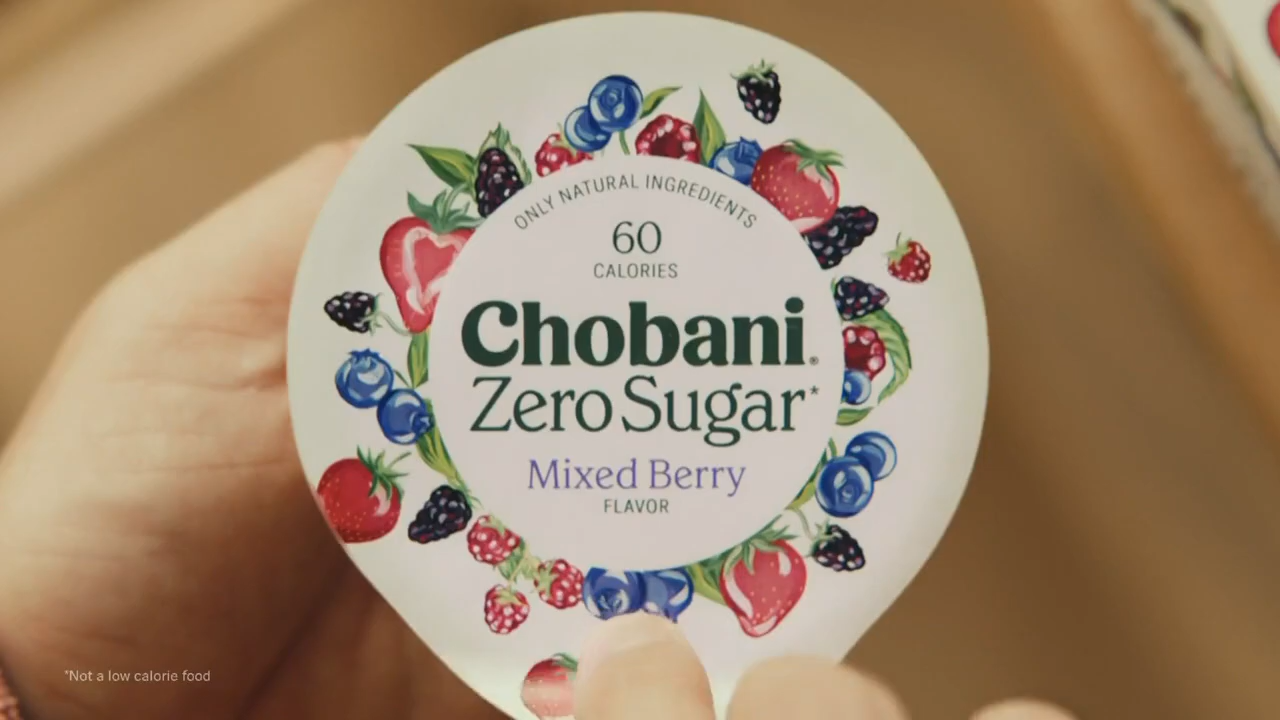 ONLY NATURAL INGREDIENTS
60
CALORIES
Chobani®
Zero Sugar*
Mixed Berry
FLAVOR
*Not a low calorie food